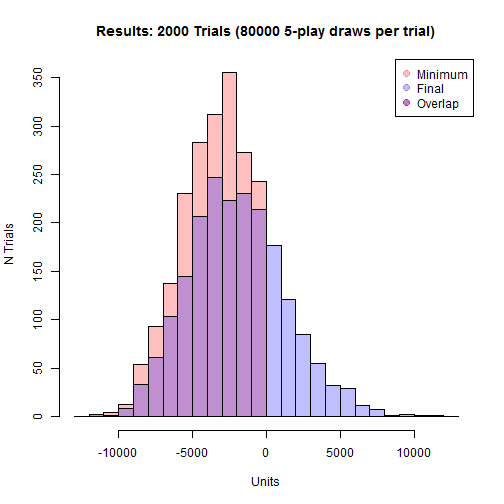 Results: 2000 Trials (80000 5-play draws per trial)
Minimum
Final
Overlap
N Trials
350
300
250
200
150
100
50
0
-10000 -5000 0 5000 10000
Units